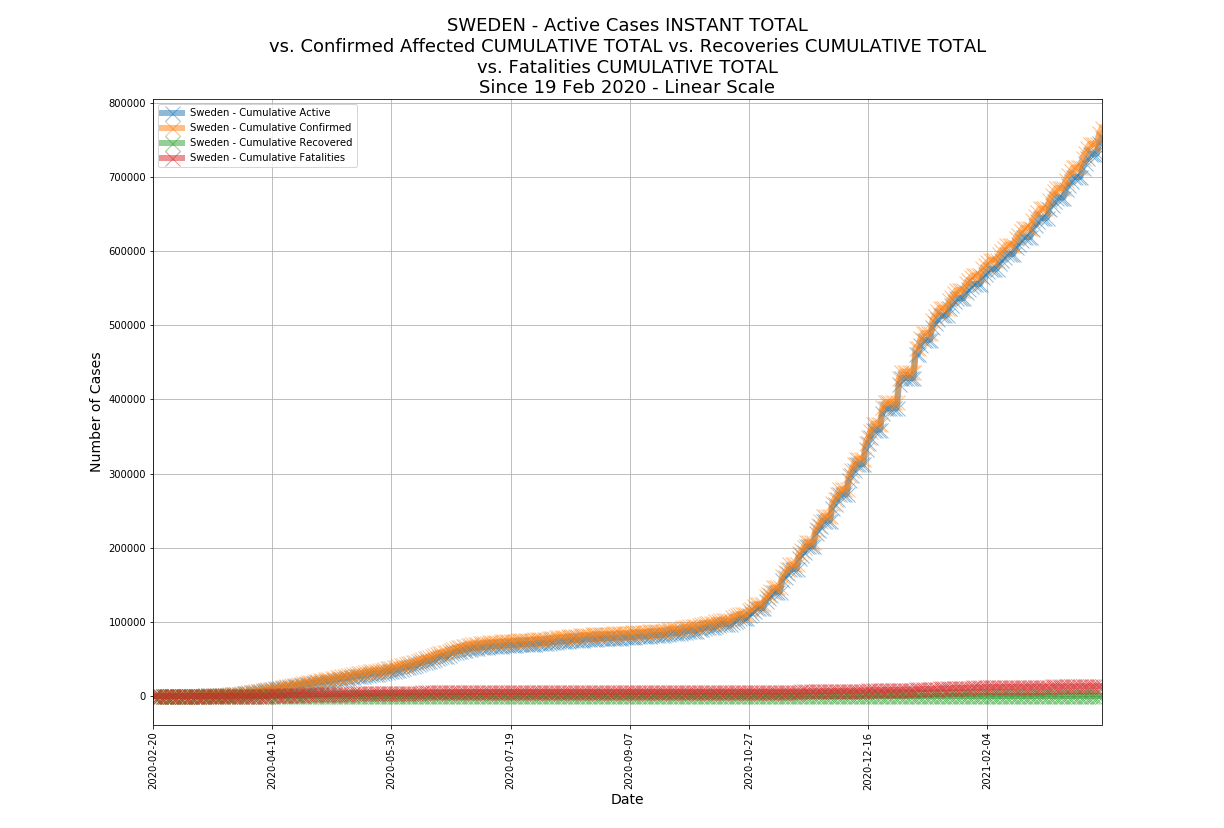 SWEDEN - Active Cases INSTANT TOTAL
vs. Confirmed Affected CUMULATIVE TOTAL vs. Recoveries CUMULATIVE TOTAL
vs. Fatalities CUMULATIVE TOTAL
Since 19 Feb 2020 - Linear Scale
Sweden - Cumulative Active
Sweden - Cumulative Confirmed
Sweden - Cumulative Recovered
Sweden - Cumulative Fatalities
800000
700000
600000
500000
400000
300000
200000
100000
0
Number of Cases
2020-02-20
2020-04-10
2020-05-30
2020-07-19
2020-09-07
2020-10-27
2020-12-16
2021-02-04
Date